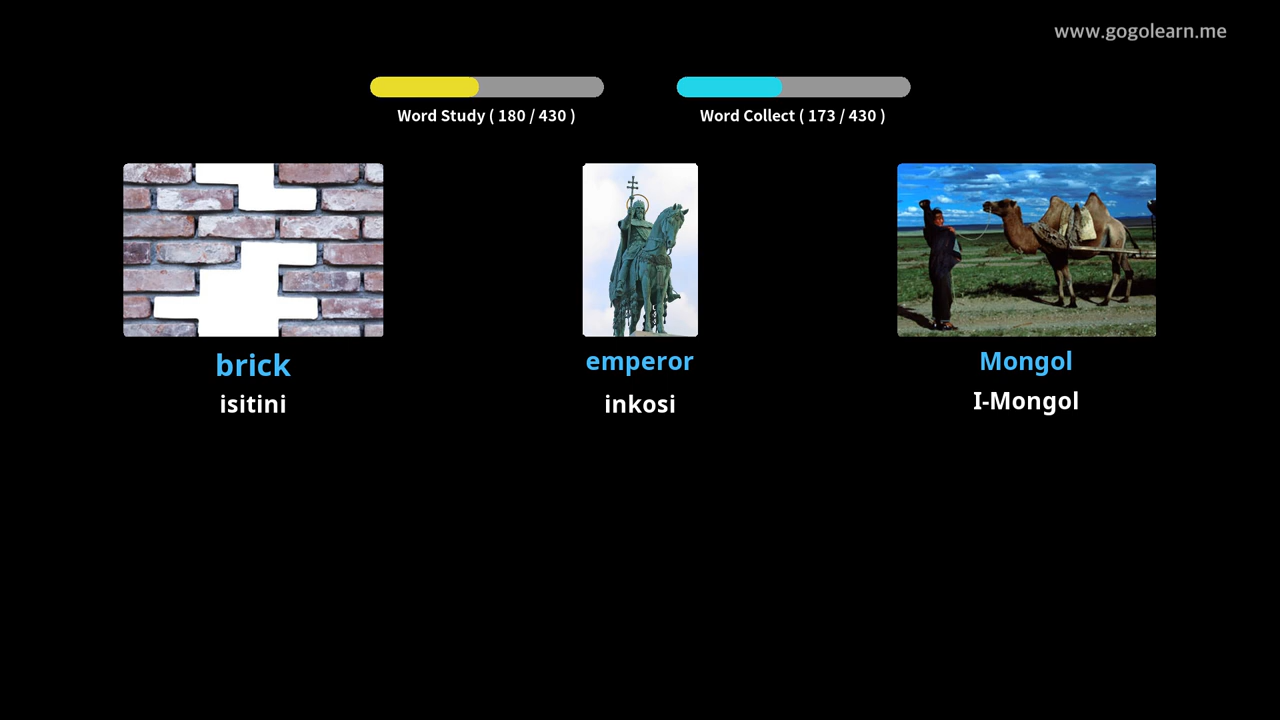 www.gogolearn.me
Word Study ( 180 / 430 )
Word Collect ( 173 / 430 )
brick
emperor
Mongol
isitini
inkosi
I-Mongol